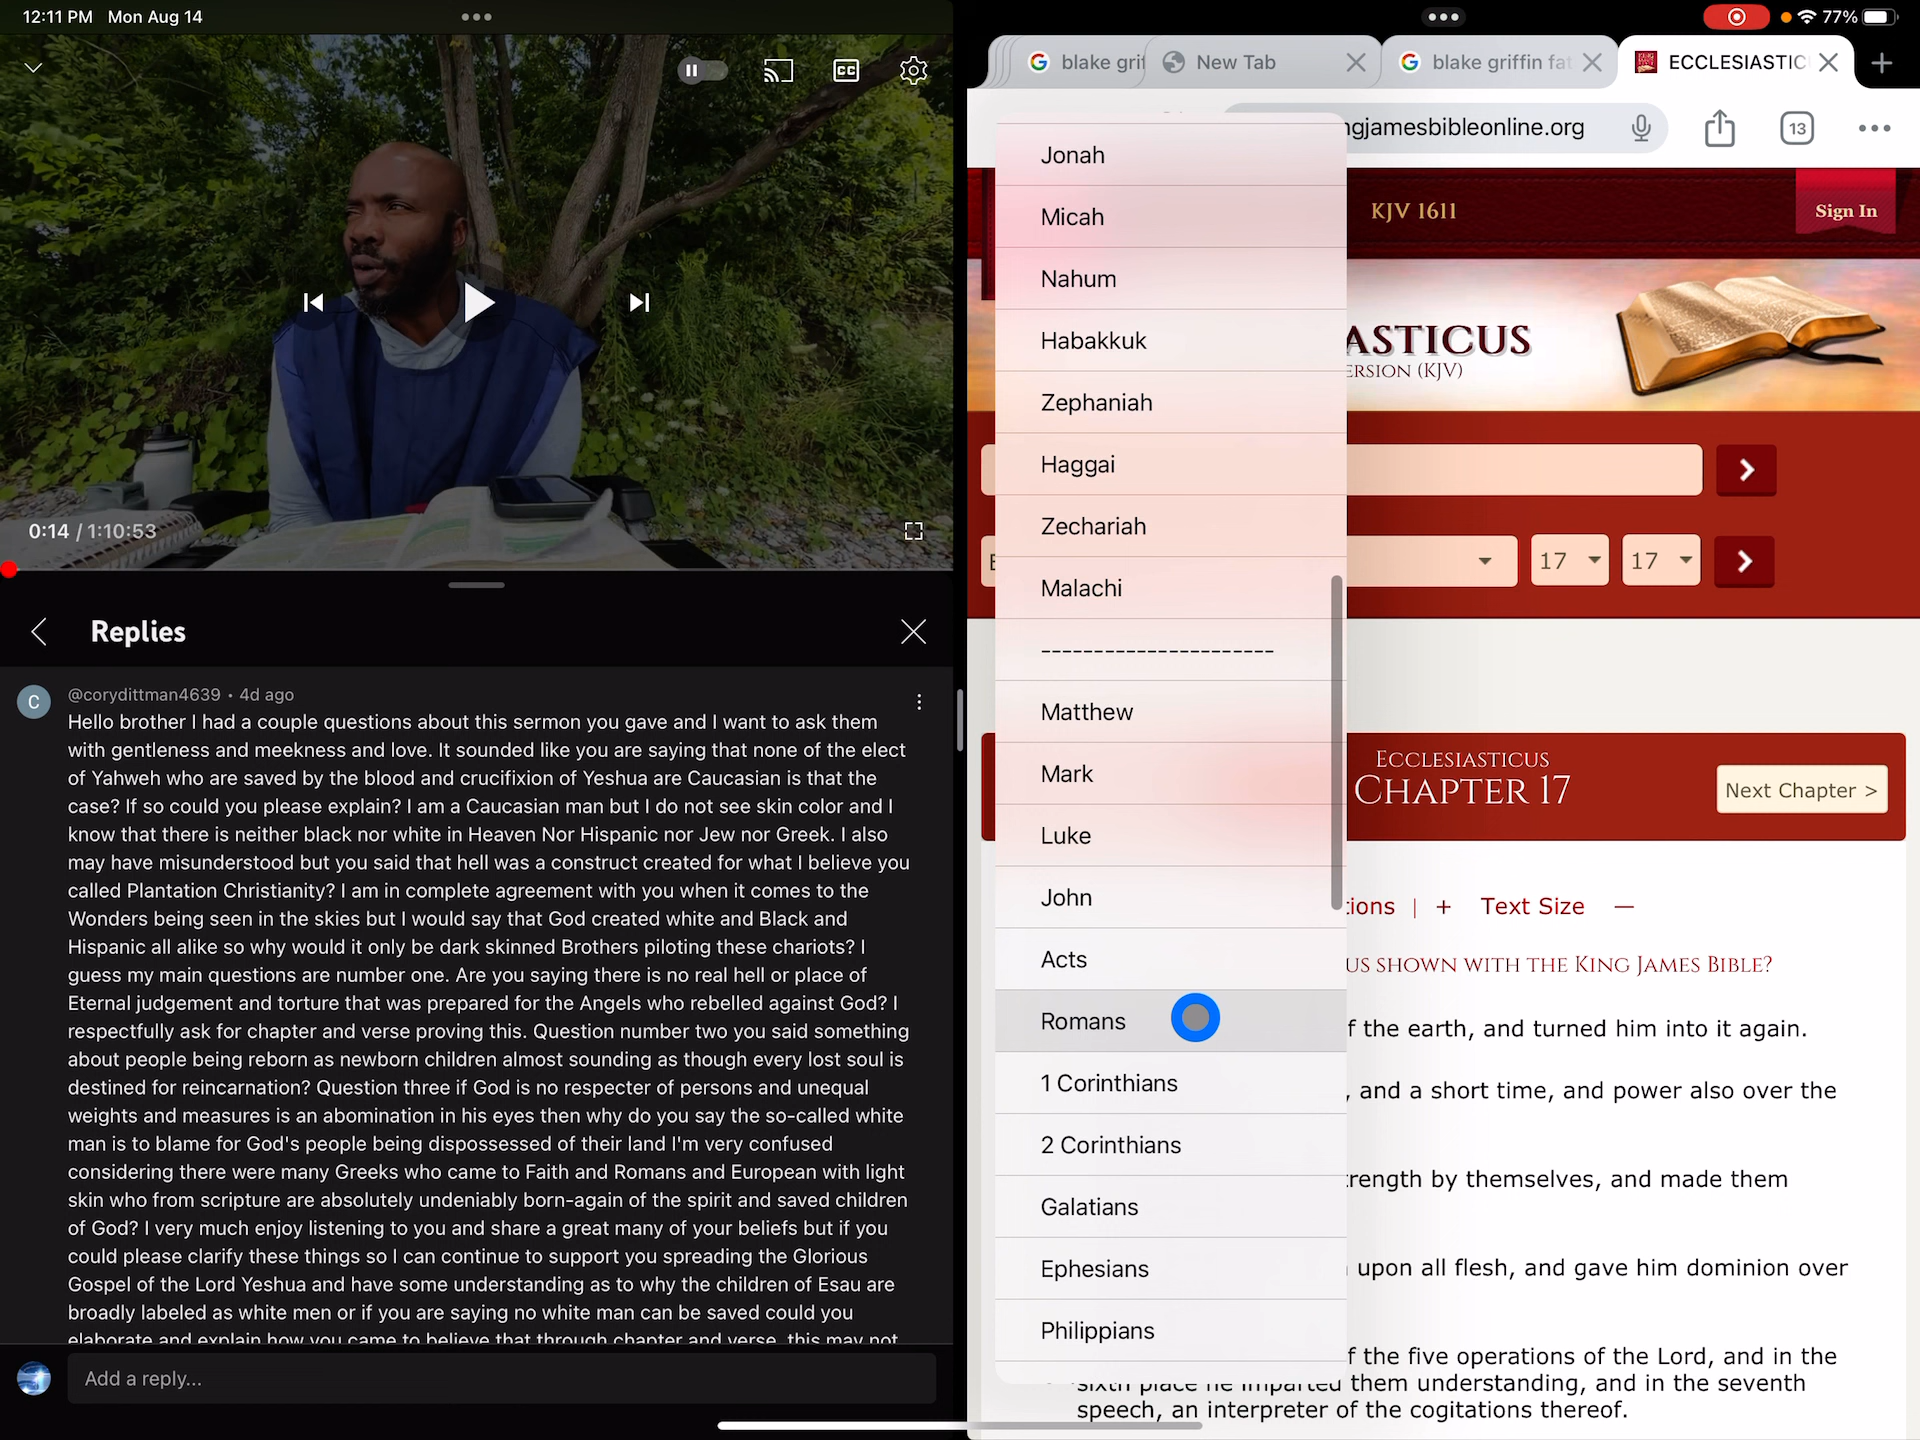 12:11 PM Mon Aug 14
77%
CC
0:14 / 1:10:53
Replies
C
@corydittman4639 • 4d ago
Hello brother I had a couple questions about this sermon you gave and I want to ask them
with gentleness and meekness and love. It sounded like you are saying that none of the elect
of Yahweh who are saved by the blood and crucifixion of Yeshua are Caucasian is that the
case? If so could you please explain? I am a Caucasian man but I do not see skin color and I
know that there is neither black nor white in Heaven Nor Hispanic nor Jew nor Greek. I also
may have misunderstood but you said that hell was a construct created for what I believe you
called Plantation Christianity? I am in complete agreement with you when it comes to the
Wonders being seen in the skies but I would say that God created white and Black and
Hispanic all alike so why would it only be dark skinned Brothers piloting these chariots? I
guess my main questions are number one. Are you saying there is no real hell or place of
Eternal judgement and torture that was prepared for the Angels who rebelled against God? I
respectfully ask for chapter and verse proving this. Question number two you said something
about people being reborn as newborn children almost sounding as though every lost soul is
destined for reincarnation? Question three if God is no respecter of persons and unequal
weights and measures is an abomination in his eyes then why do you say the so-called white
man is to blame for God's people being dispossessed of their land I'm very confused
considering there were many Greeks who came to Faith and Romans and European with light
skin who from scripture are absolutely undeniably born-again of the spirit and saved children
of God? I very much enjoy listening to you and share a great many of your beliefs but if you
could please clarify these things so I can continue to support you spreading the Glorious
Gospel of the Lord Yeshua and have some understanding as to why the children of Esau are
broadly labeled as white men or if you are saying no white man can be saved could you
elaborate and explain how you came to believe that through chapter and verse. this may not
Add a reply...
blake grif
New Tab
blake griffin fat
ECCLESIASTIC
ngjamesbibleonline.org
13
KJV 1611
Sign In
ASTICUS
ERSION (KJV)
17
17
Jonah
Micah
Nahum
Habakkuk
Zephaniah
Haggai
Zechariah
Malachi
----------------------
Matthew
Mark
Luke
John
Acts
Romans
1 Corinthians
2 Corinthians
Galatians
Ephesians
Philippians
Ecclesiasticus
Chapter 17
Next Chapter >
tions | + Text Size —
us shown with the King James Bible?
f the earth, and turned him into it again.
, and a short time, and power also over the
trength by themselves, and made them
upon all flesh, and gave him dominion over
f the five operations of the Lord, and in the
sixth place he imparted them understanding, and in the seventh
speech, an interpreter of the cogitations thereof.